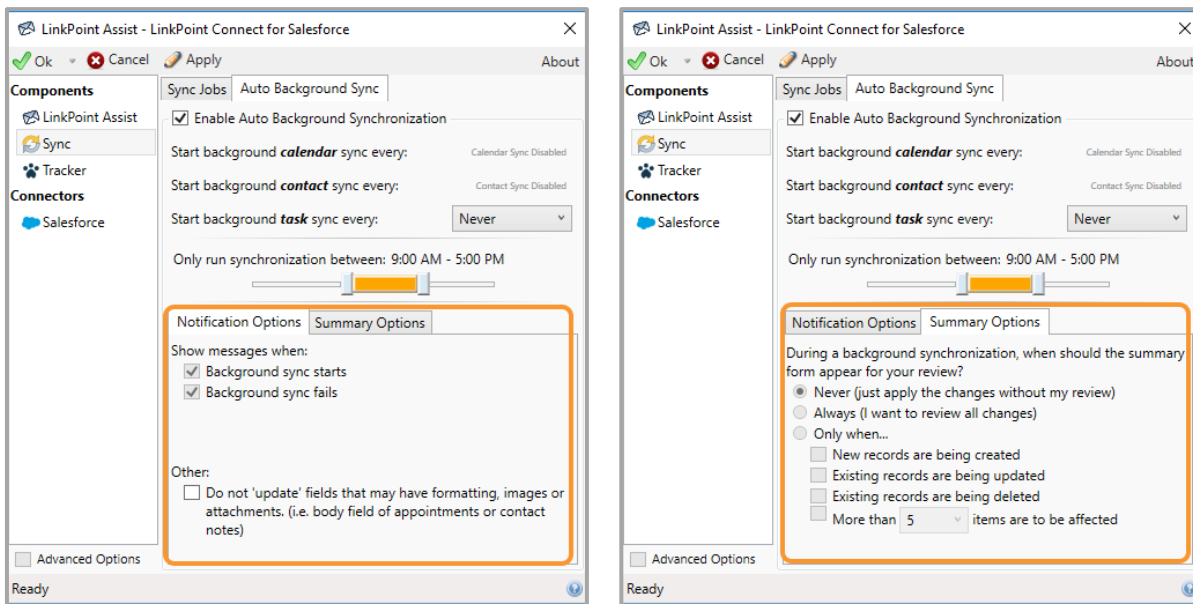 LinkPoint Assist - LinkPoint Connect for Salesforce
Ok Cancel Apply About
Components
LinkPoint Assist
Sync
Tracker
Connectors
Salesforce
Sync Jobs Auto Background Sync
Enable Auto Background Synchronization
Start background calendar sync every: Calendar Sync Disabled
Start background contact sync every: Contact Sync Disabled
Start background task sync every: Never
Only run synchronization between: 9:00 AM - 5:00 PM
Notification Options Summary Options
Show messages when:
Background sync starts
Background sync fails
Other:
Do not 'update' fields that may have formatting, images or
attachments. (i.e. body field of appointments or contact
notes)
Advanced Options
Ready
LinkPoint Assist - LinkPoint Connect for Salesforce
Ok Cancel Apply About
Components
LinkPoint Assist
Sync
Tracker
Connectors
Salesforce
Sync Jobs Auto Background Sync
Enable Auto Background Synchronization
Start background calendar sync every: Calendar Sync Disabled
Start background contact sync every: Contact Sync Disabled
Start background task sync every: Never
Only run synchronization between: 9:00 AM - 5:00 PM
Notification Options Summary Options
During a background synchronization, when should the summary
form appear for your review?
Never (just apply the changes without my review)
Always (I want to review all changes)
Only when...
New records are being created
Existing records are being updated
Existing records are being deleted
More than 5 items are to be affected
Advanced Options
Ready